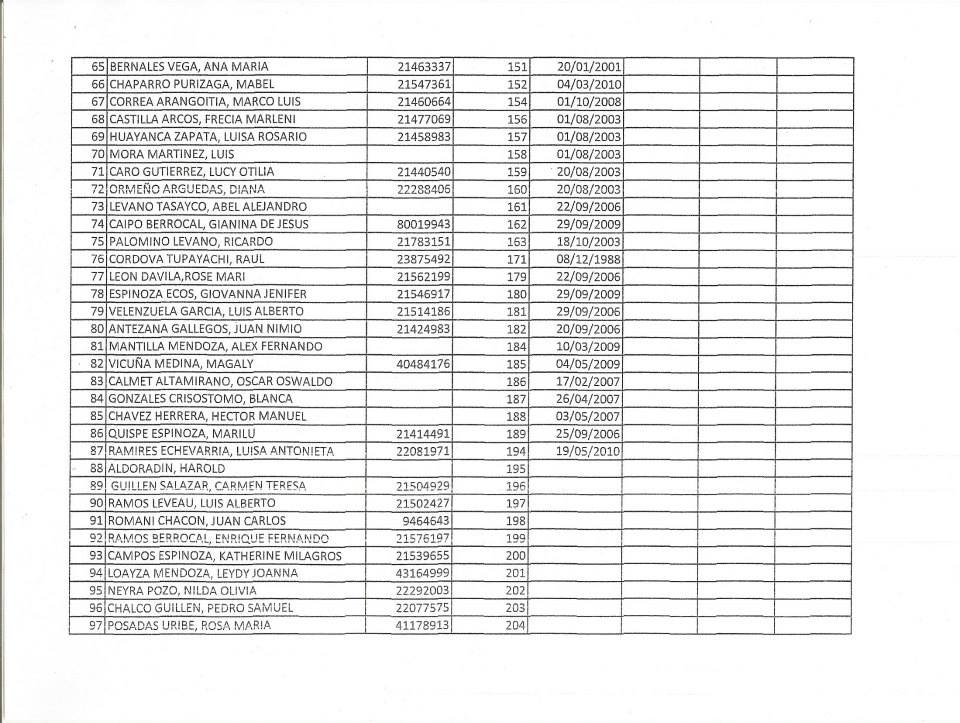 65 BERNALES VEGA, ANA MARIA 21463337 151 20/01/2001
66 CHAPARRO PURIZAGA, MABEL 21547361 152 04/03/2010
67 CORREA ARANGOITIA, MARCO LUIS 21460664 154 01/10/2008
68 CASTILLA ARCOS, FRECIA MARLENI 21477069 156 01/08/2003
69 HUAYANCA ZAPATA, LUISA ROSARIO 21458983 157 01/08/2003
70 MORA MARTINEZ, LUIS 158 01/08/2003
71 CARO GUTIERREZ, LUCY OTILIA 21440540 159 20/08/2003
72 ORMEÑO ARGUEDAS, DIANA 22288406 160 20/08/2003
73 LEVANO TASAYCO, ABEL ALEJANDRO 161 22/09/2006
74 CAIPO BERROCAL, GIANINA DE JESUS 80019943 162 29/09/2009
75 PALOMINO LEVANO, RICARDO 21783151 163 18/10/2003
76 CORDOVA TUPAYACHI, RAUL 23875492 171 08/12/1988
77 LEON DAVILA,ROSE MARI 21562199 179 22/09/2006
78 ESPINOZA ECOS, GIOVANNA JENIFER 21546917 180 29/09/2009
79 VELENZUELA GARCIA, LUIS ALBERTO 21514186 181 29/09/2006
80 ANTEZANA GALLEGOS, JUAN NIMIO 21424983 182 20/09/2006
81 MANTILLA MENDOZA, ALEX FERNANDO 184 10/03/2009
82 VICUÑA MEDINA, MAGALY 40484176 185 04/05/2009
83 CALMET ALTAMIRANO, OSCAR OSWALDO 186 17/02/2007
84 GONZALES CRISOSTOMO, BLANCA 187 26/04/2007
85 CHAVEZ HERRERA, HECTOR MANUEL 188 03/05/2007
86 QUISPE ESPINOZA, MARILU 21414491 189 25/09/2006
87 RAMIRES ECHEVARRIA, LUISA ANTONIETA 22081971 194 19/05/2010
88 ALDORADIN, HAROLD 195
89 GUILLEN SALAZAR, CARMEN TERESA 21504929 196
90 RAMOS LEVEAU, LUIS ALBERTO 21502427 197
91 ROMANI CHACON, JUAN CARLOS 9464643 198
92 RAMOS BERROCAL, ENRIQUE FERNANDO 21576197 199
93 CAMPOS ESPINOZA, KATHERINE MILAGROS 21539655 200
94 LOAYZA MENDOZA, LEYDY JOANNA 43164999 201
95 NEYRA POZO, NILDA OLIVIA 22292003 202
96 CHALCO GUILLEN, PEDRO SAMUEL 22077575 203
97 POSADAS URIBE, ROSA MARIA 41178913 204